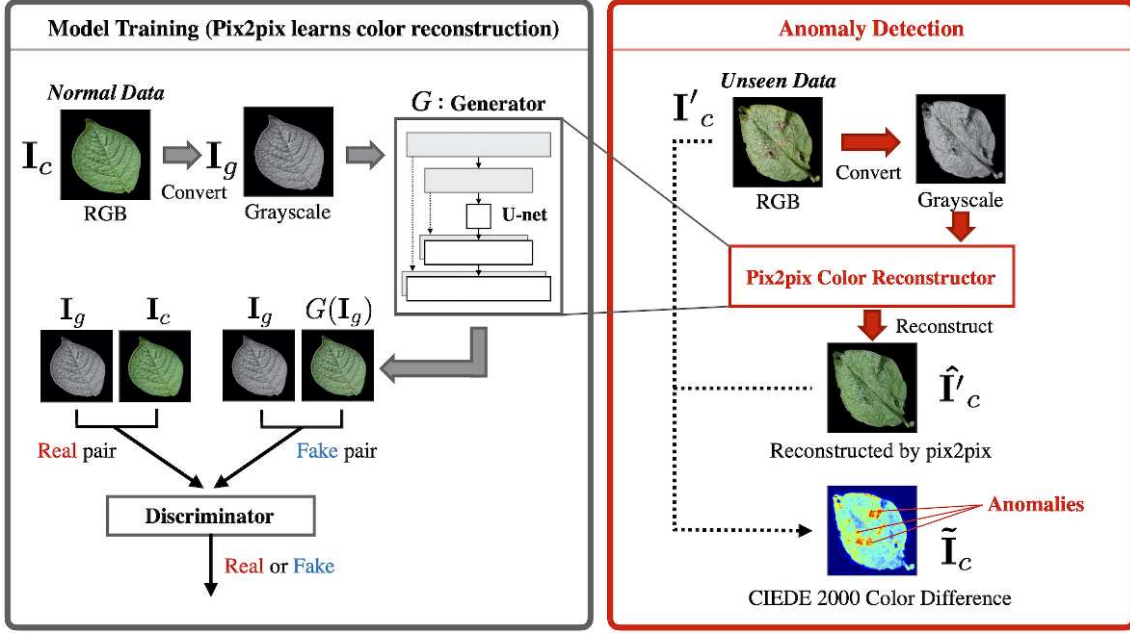 Model Training (Pix2pix learns color reconstruction)
Normal Data
I_c
RGB
Convert
I_g
Grayscale
G : Generator
U-net
I_g
I_c
I_g
G(I_g)
Real pair
Fake pair
Discriminator
Real or Fake
Anomaly Detection
Unseen Data
I'_c
RGB
Convert
Grayscale
Pix2pix Color Reconstructor
Reconstruct
Î'_c
Reconstructed by pix2pix
Anomalies
Ĩ_c
CIEDE 2000 Color Difference